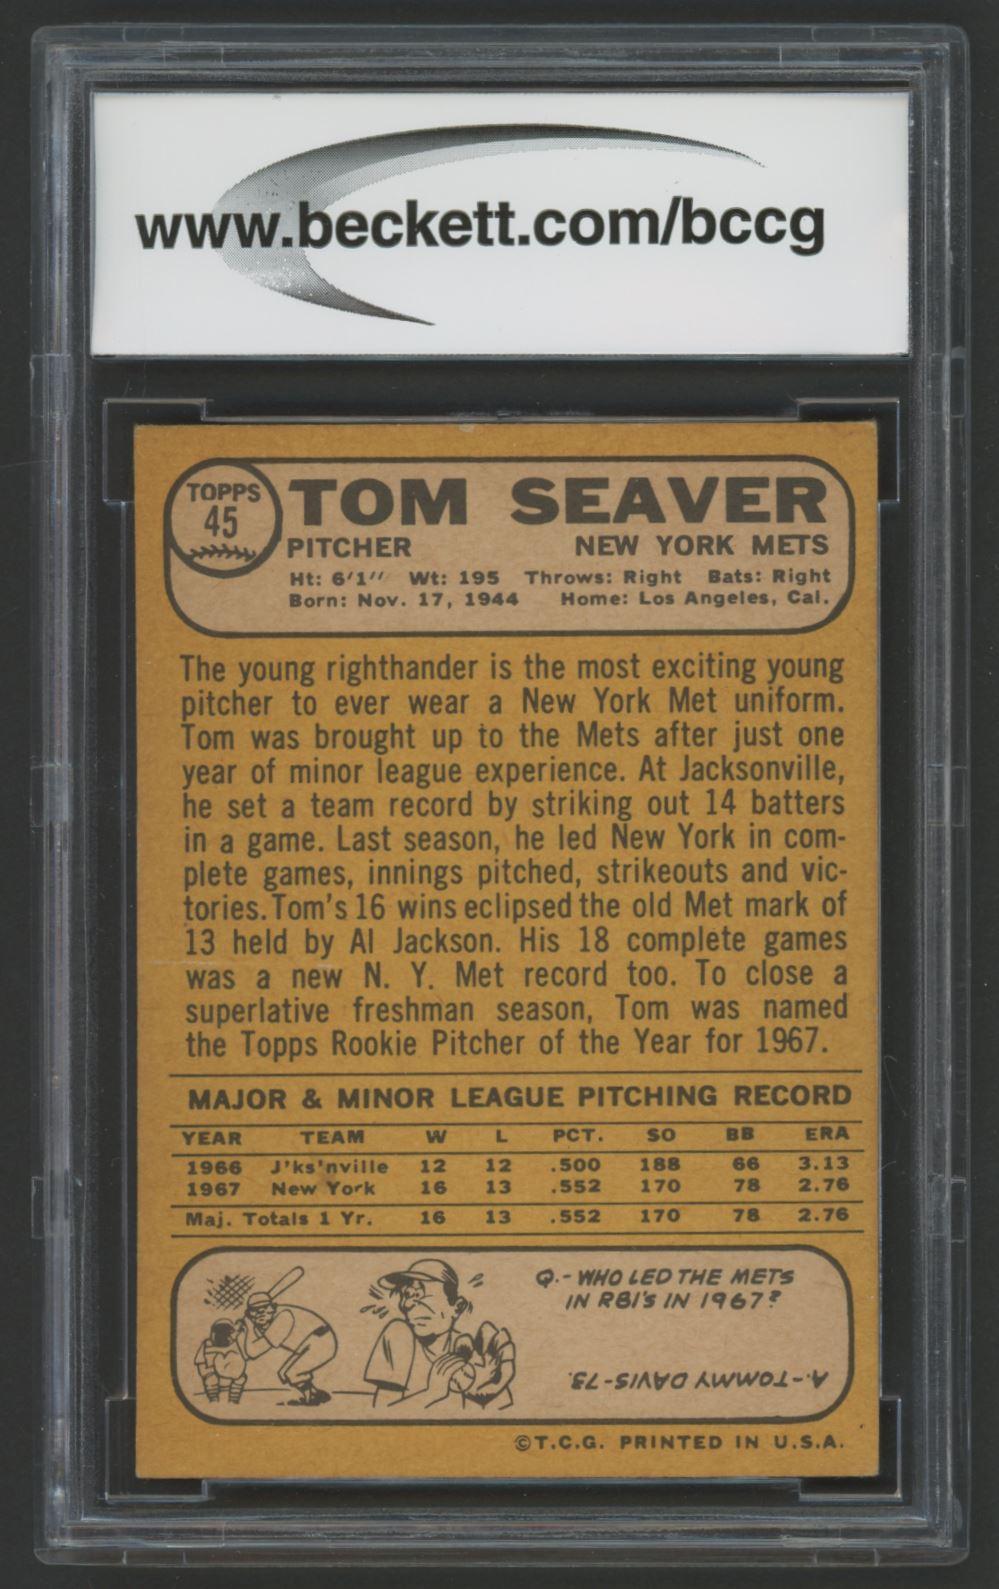 www.beckett.com/bccg
TOPPS
45
TOM SEAVER
PITCHER NEW YORK METS
Ht: 6'1" Wt: 195 Throws: Right Bats: Right
Born: Nov. 17, 1944 Home: Los Angeles, Cal.
The young righthander is the most exciting young
pitcher to ever wear a New York Met uniform.
Tom was brought up to the Mets after just one
year of minor league experience. At Jacksonville,
he set a team record by striking out 14 batters
in a game. Last season, he led New York in com-
plete games, innings pitched, strikeouts and vic-
tories. Tom's 16 wins eclipsed the old Met mark of
13 held by Al Jackson. His 18 complete games
was a new N. Y. Met record too. To close a
superlative freshman season, Tom was named
the Topps Rookie Pitcher of the Year for 1967.
MAJOR & MINOR LEAGUE PITCHING RECORD
YEAR TEAM W L PCT. SO BB ERA
1966 J'ks'nville 12 12 .500 188 66 3.13
1967 New York 16 13 .552 170 78 2.76
Maj. Totals 1 Yr. 16 13 .552 170 78 2.76
Q.- WHO LED THE METS
IN RBI'S IN 1967?
A.-TOMMY DAVIS-73.
©T.C.G. PRINTED IN U.S.A.